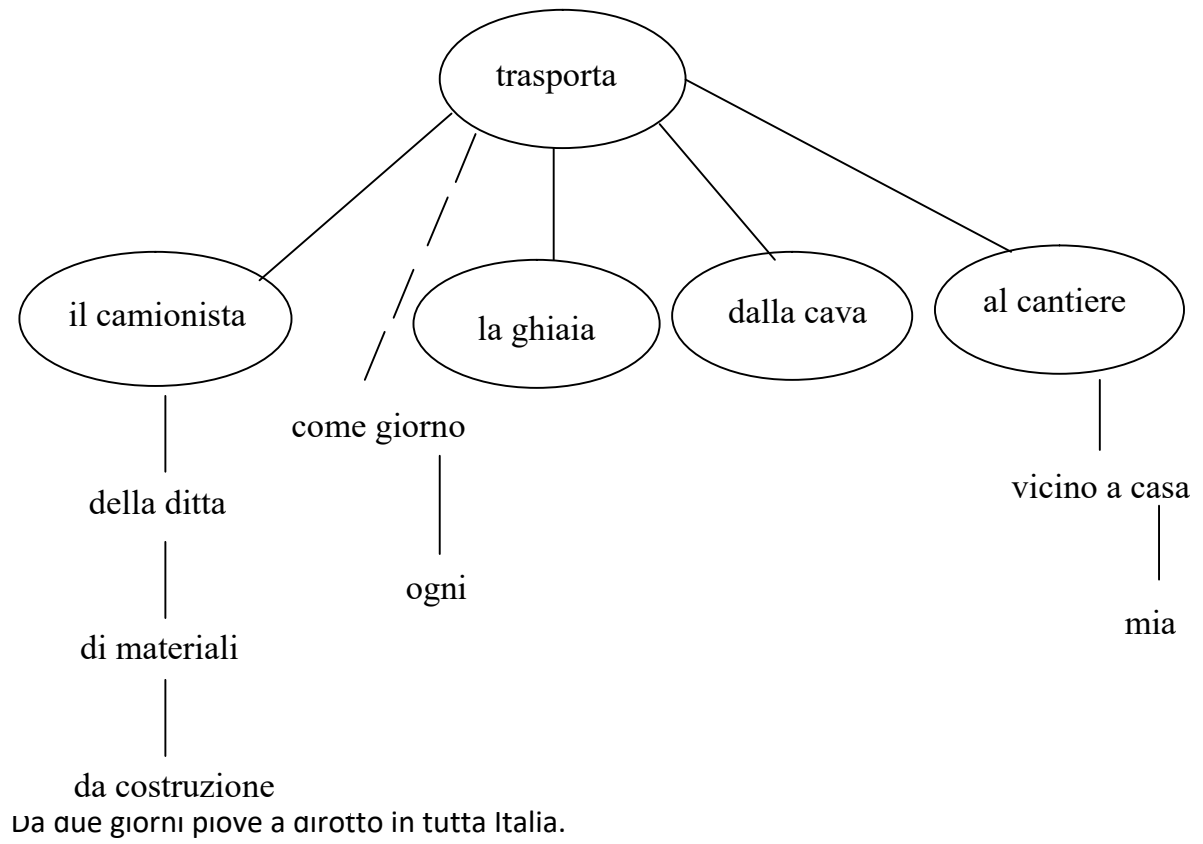 trasporta
il camionista
la ghiaia
dalla cava
al cantiere
come giorno
della ditta
vicino a casa
ogni
mia
di materiali
da costruzione
Da due giorni piove a dirotto in tutta Italia.